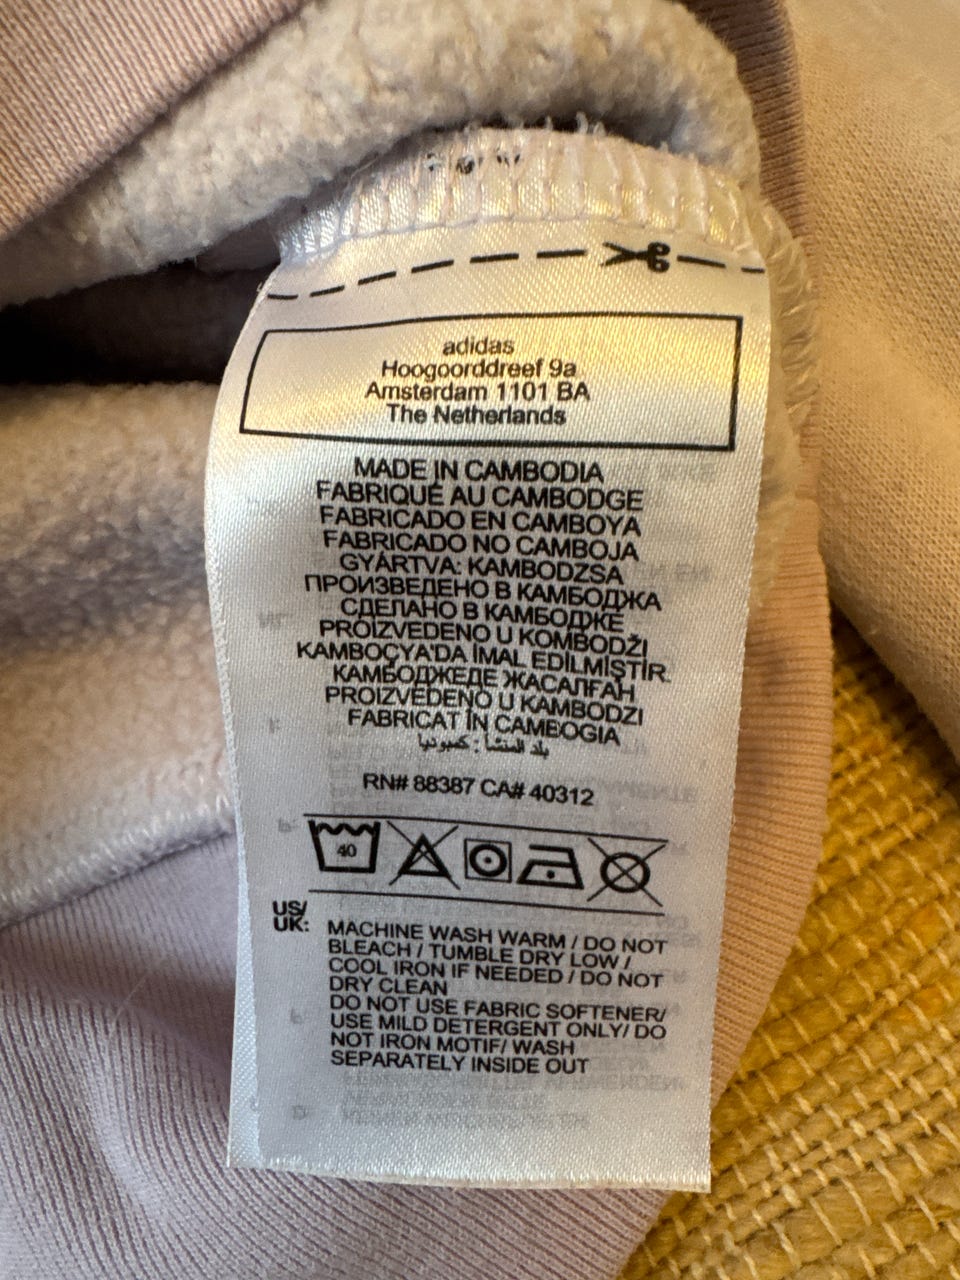 adidas
Hoogoorddreef 9a
Amsterdam 1101 BA
The Netherlands
MADE IN CAMBODIA
FABRIQUÉ AU CAMBODGE
FABRICADO EN CAMBOYA
FABRICADO NO CAMBOJA
GYÁRTVA: KAMBODZSA
ПРОИЗВЕДЕНО В КАМБОДЖА
СДЕЛАНО В КАМБОДЖЕ
PROIZVEDENO U KOMBODŽI
KAMBOÇYA'DA İMAL EDİLMİŞTİR.
КАМБОДЖЕДЕ ЖАСАЛҒАН
PROIZVEDENO U KAMBODZI
FABRICAT ÎN CAMBOGIA
بلد المنشأ : كمبوديا
RN# 88387 CA# 40312
40
US/
UK:
MACHINE WASH WARM / DO NOT
BLEACH / TUMBLE DRY LOW /
COOL IRON IF NEEDED / DO NOT
DRY CLEAN
DO NOT USE FABRIC SOFTENER/
USE MILD DETERGENT ONLY/ DO
NOT IRON MOTIF/ WASH
SEPARATELY INSIDE OUT